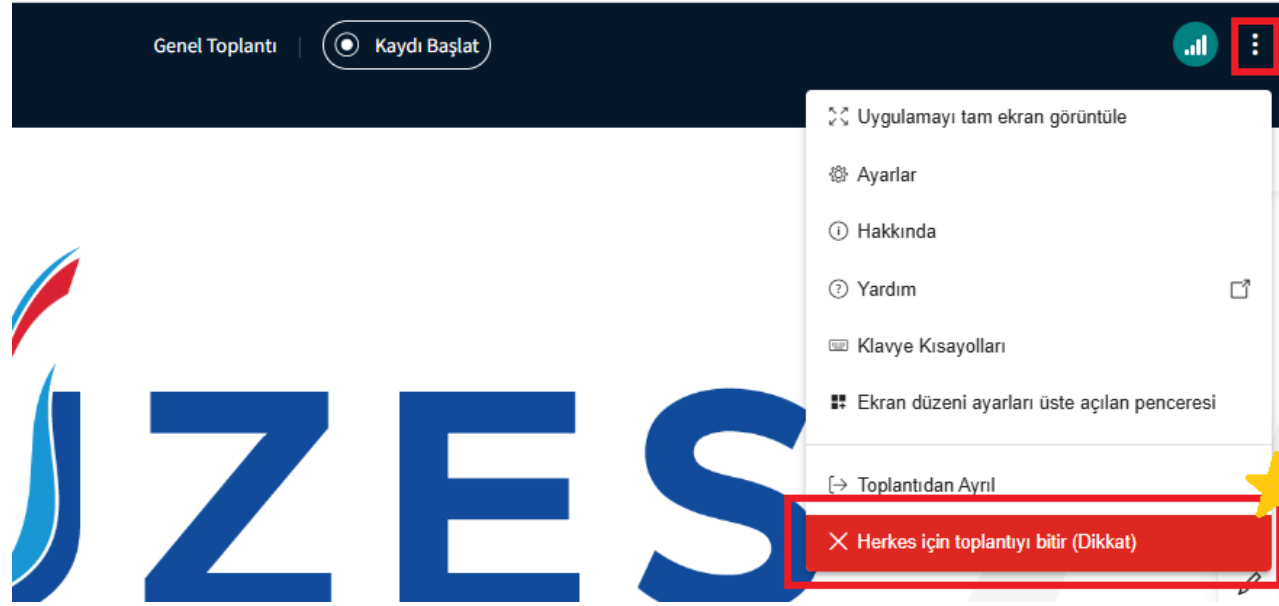 Genel Toplantı
Kaydı Başlat
Uygulamayı tam ekran görüntüle
Ayarlar
Hakkında
Yardım
Klavye Kısayolları
Ekran düzeni ayarları üste açılan penceresi
Toplantıdan Ayrıl
Herkes için toplantıyı bitir (Dikkat)
ÜZES